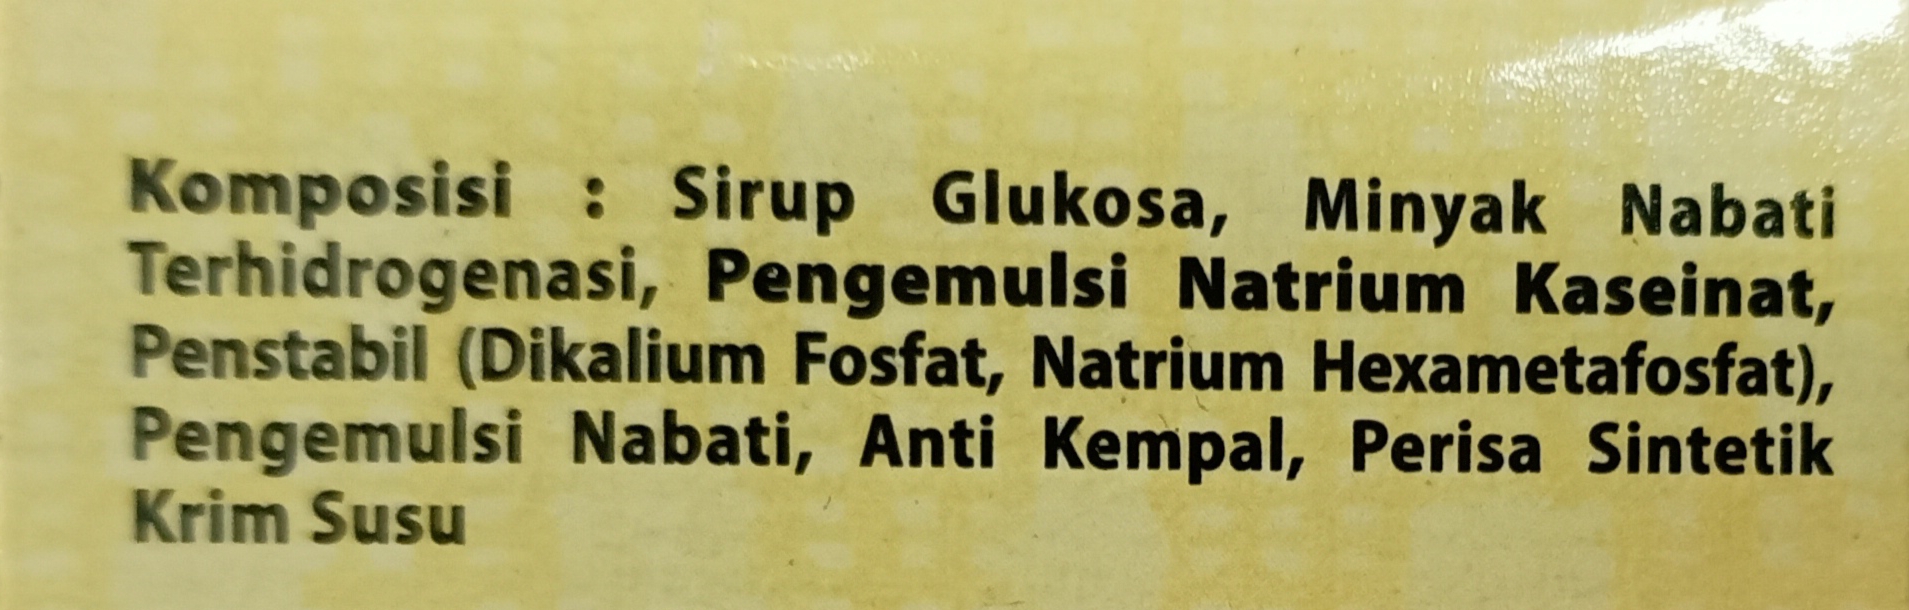 Komposisi : Sirup Glukosa, Minyak Nabati
Terhidrogenasi, Pengemulsi Natrium Kaseinat,
Penstabil (Dikalium Fosfat, Natrium Hexametafosfat),
Pengemulsi Nabati, Anti Kempal, Perisa Sintetik
Krim Susu